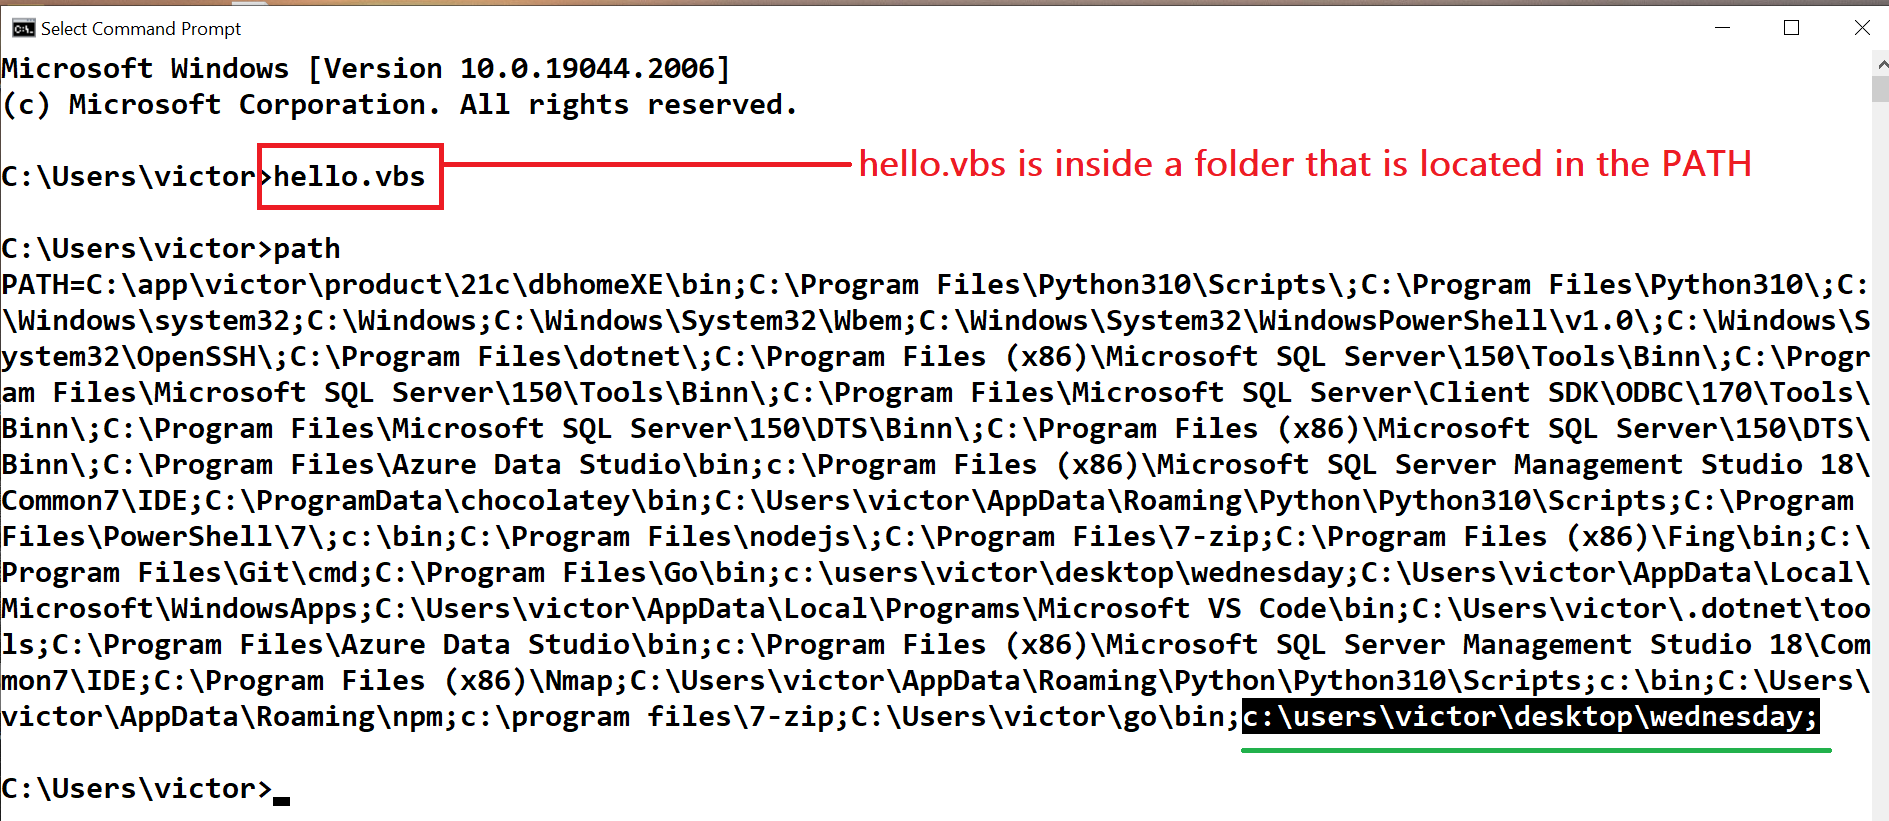 Select Command Prompt
Microsoft Windows [Version 10.0.19044.2006]
(c) Microsoft Corporation. All rights reserved.
C:\Users\victor>hello.vbs
hello.vbs is inside a folder that is located in the PATH
C:\Users\victor>path
PATH=C:\app\victor\product\21c\dbhomeXE\bin;C:\Program Files\Python310\Scripts\;C:\Program Files\Python310\;C:
\Windows\system32;C:\Windows;C:\Windows\System32\Wbem;C:\Windows\System32\WindowsPowerShell\v1.0\;C:\Windows\S
ystem32\OpenSSH\;C:\Program Files\dotnet\;C:\Program Files (x86)\Microsoft SQL Server\150\Tools\Binn\;C:\Progr
am Files\Microsoft SQL Server\150\Tools\Binn\;C:\Program Files\Microsoft SQL Server\Client SDK\ODBC\170\Tools\
Binn\;C:\Program Files\Microsoft SQL Server\150\DTS\Binn\;C:\Program Files (x86)\Microsoft SQL Server\150\DTS\
Binn\;C:\Program Files\Azure Data Studio\bin;c:\Program Files (x86)\Microsoft SQL Server Management Studio 18\
Common7\IDE;C:\ProgramData\chocolatey\bin;C:\Users\victor\AppData\Roaming\Python\Python310\Scripts;C:\Program
Files\PowerShell\7\;c:\bin;C:\Program Files\nodejs\;C:\Program Files\7-zip;C:\Program Files (x86)\Fing\bin;C:\
Program Files\Git\cmd;C:\Program Files\Go\bin;c:\users\victor\desktop\wednesday;C:\Users\victor\AppData\Local\
Microsoft\WindowsApps;C:\Users\victor\AppData\Local\Programs\Microsoft VS Code\bin;C:\Users\victor\.dotnet\too
ls;C:\Program Files\Azure Data Studio\bin;c:\Program Files (x86)\Microsoft SQL Server Management Studio 18\Com
mon7\IDE;C:\Program Files (x86)\Nmap;C:\Users\victor\AppData\Roaming\Python\Python310\Scripts;c:\bin;C:\Users\
victor\AppData\Roaming\npm;c:\program files\7-zip;C:\Users\victor\go\bin;c:\users\victor\desktop\wednesday;
C:\Users\victor>